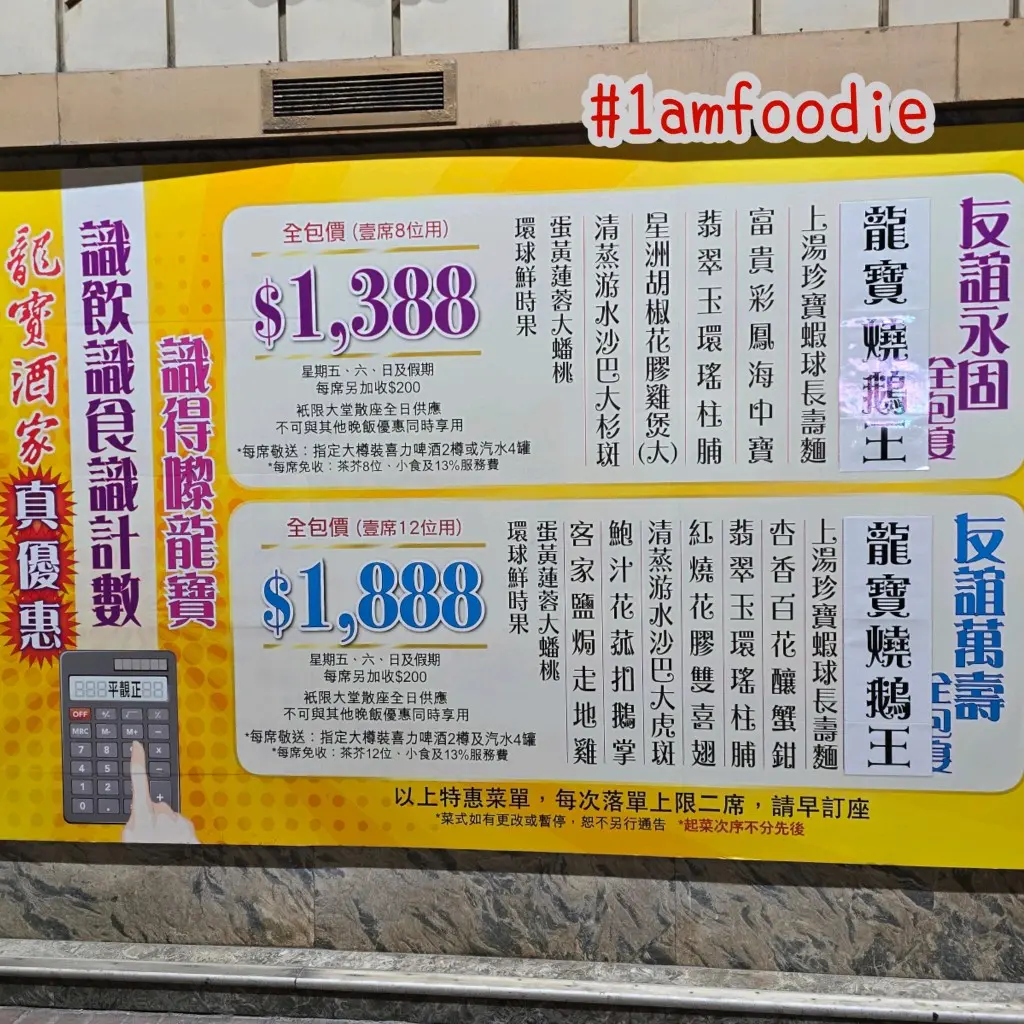 #1amfoodie
友誼永固
全包宴
龍寶燒鵝王
上湯珍寶蝦球長壽麵
富貴彩鳳海中寶
翡翠玉環瑤柱脯
星洲胡椒花膠雞煲(大)
清蒸游水沙巴大杉斑
蛋黃蓮蓉大蟠桃
環球鮮時果
全包價 (壹席8位用)
$1,388
星期五、六、日及假期
每席另加收$200
衹限大堂散座全日供應
不可與其他晚飯優惠同時享用
*每席敬送：指定大樽裝喜力啤酒2樽或汽水4罐
*每席免收：茶芥8位、小食及13%服務費
友誼萬壽
全包宴
龍寶燒鵝王
上湯珍寶蝦球長壽麵
杏香百花釀蟹鉗
翡翠玉環瑤柱脯
紅燒花膠雙喜翅
清蒸游水沙巴大虎斑
鮑汁花菰扣鵝掌
客家鹽焗走地雞
蛋黃蓮蓉大蟠桃
環球鮮時果
全包價 (壹席12位用)
$1,888
星期五、六、日及假期
每席另加收$200
衹限大堂散座全日供應
不可與其他晚飯優惠同時享用
*每席敬送：指定大樽裝喜力啤酒2樽及汽水4罐
*每席免收：茶芥12位、小食及13%服務費
識得嚟龍寶
識飲識食識計數
龍寶酒家真優惠
平靚正
OFF
MRC M- M+
7 8
4 5
1 2
0 .
以上特惠菜單，每次落單上限二席，請早訂座
*菜式如有更改或暫停，恕不另行通告 *起菜次序不分先後